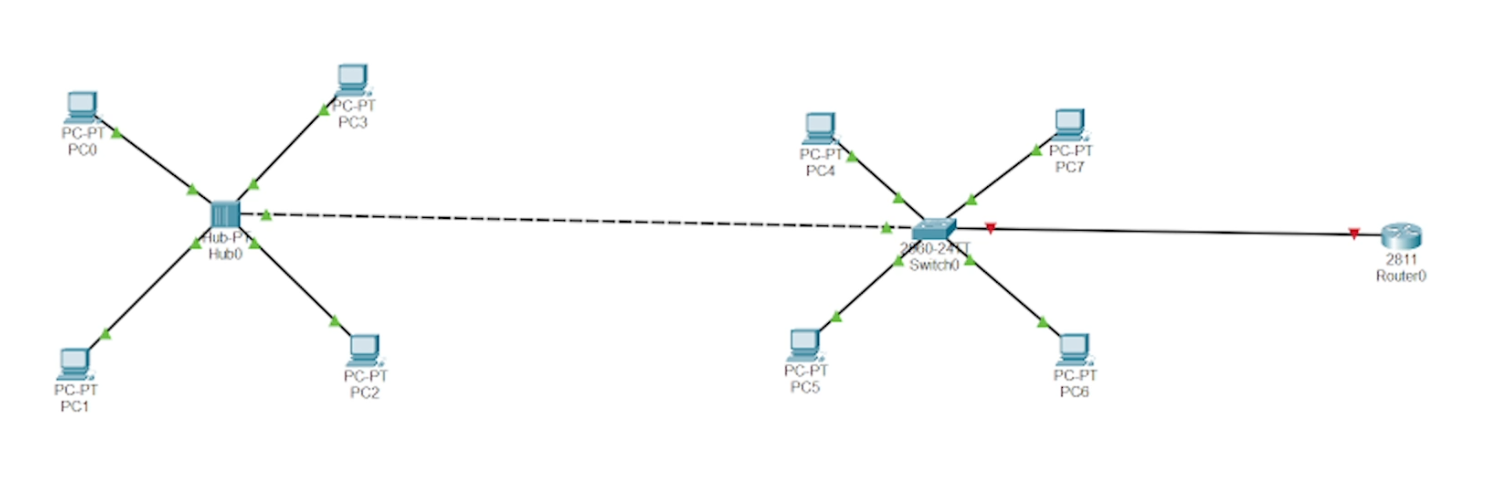 PC-PT
PC0
PC-PT
PC3
Hub-PT
Hub0
PC-PT
PC1
PC-PT
PC2
PC-PT
PC4
PC-PT
PC7
2960-24TT
Switch0
2811
Router0
PC-PT
PC5
PC-PT
PC6